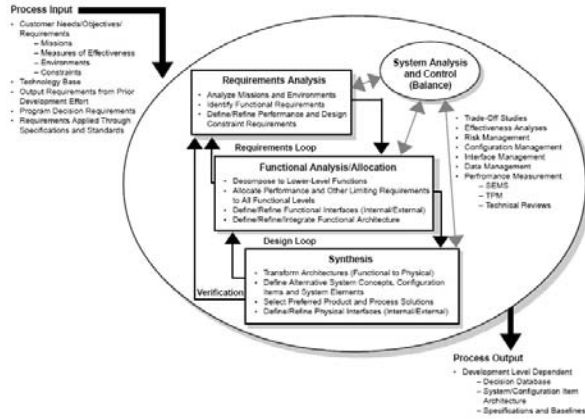 Process Input
• Customer Needs/Objectives/
Requirements
– Missions
– Measures of Effectiveness
– Environments
– Constraints
• Technology Base
• Output Requirements from Prior
Development Effort
• Program Decision Requirements
• Requirements Applied Through
Specifications and Standards
System Analysis
and Control
(Balance)
Requirements Analysis
• Analyze Missions and Environments
• Identify Functional Requirements
• Define/Refine Performance and Design
Constraint Requirements
• Trade-Off Studies
• Effectiveness Analyses
• Risk Management
• Configuration Management
• Interface Management
• Data Management
• Perfromance Measurement
– SEMS
– TPM
– Technical Reviews
Requirements Loop
Functional Analysis/Allocation
• Decompose to Lower-Level Functions
• Allocate Performance and Other Limiting Requirements
to All Functional Levels
• Define/Refine Functional Interfaces (Internal/External)
• Define/Refine/Integrate Functional Architecture
Design Loop
Synthesis
• Transform Architectures (Functional to Physical)
• Define Alternative System Concepts, Configuration
Items and System Elements
• Select Preferred Product and Process Solutions
• Define/Refine Physical Interfaces (Internal/External)
Verification
Process Output
• Development Level Dependent
– Decision Database
– System/Configuration Item
Architecture
– Specifications and Baselines